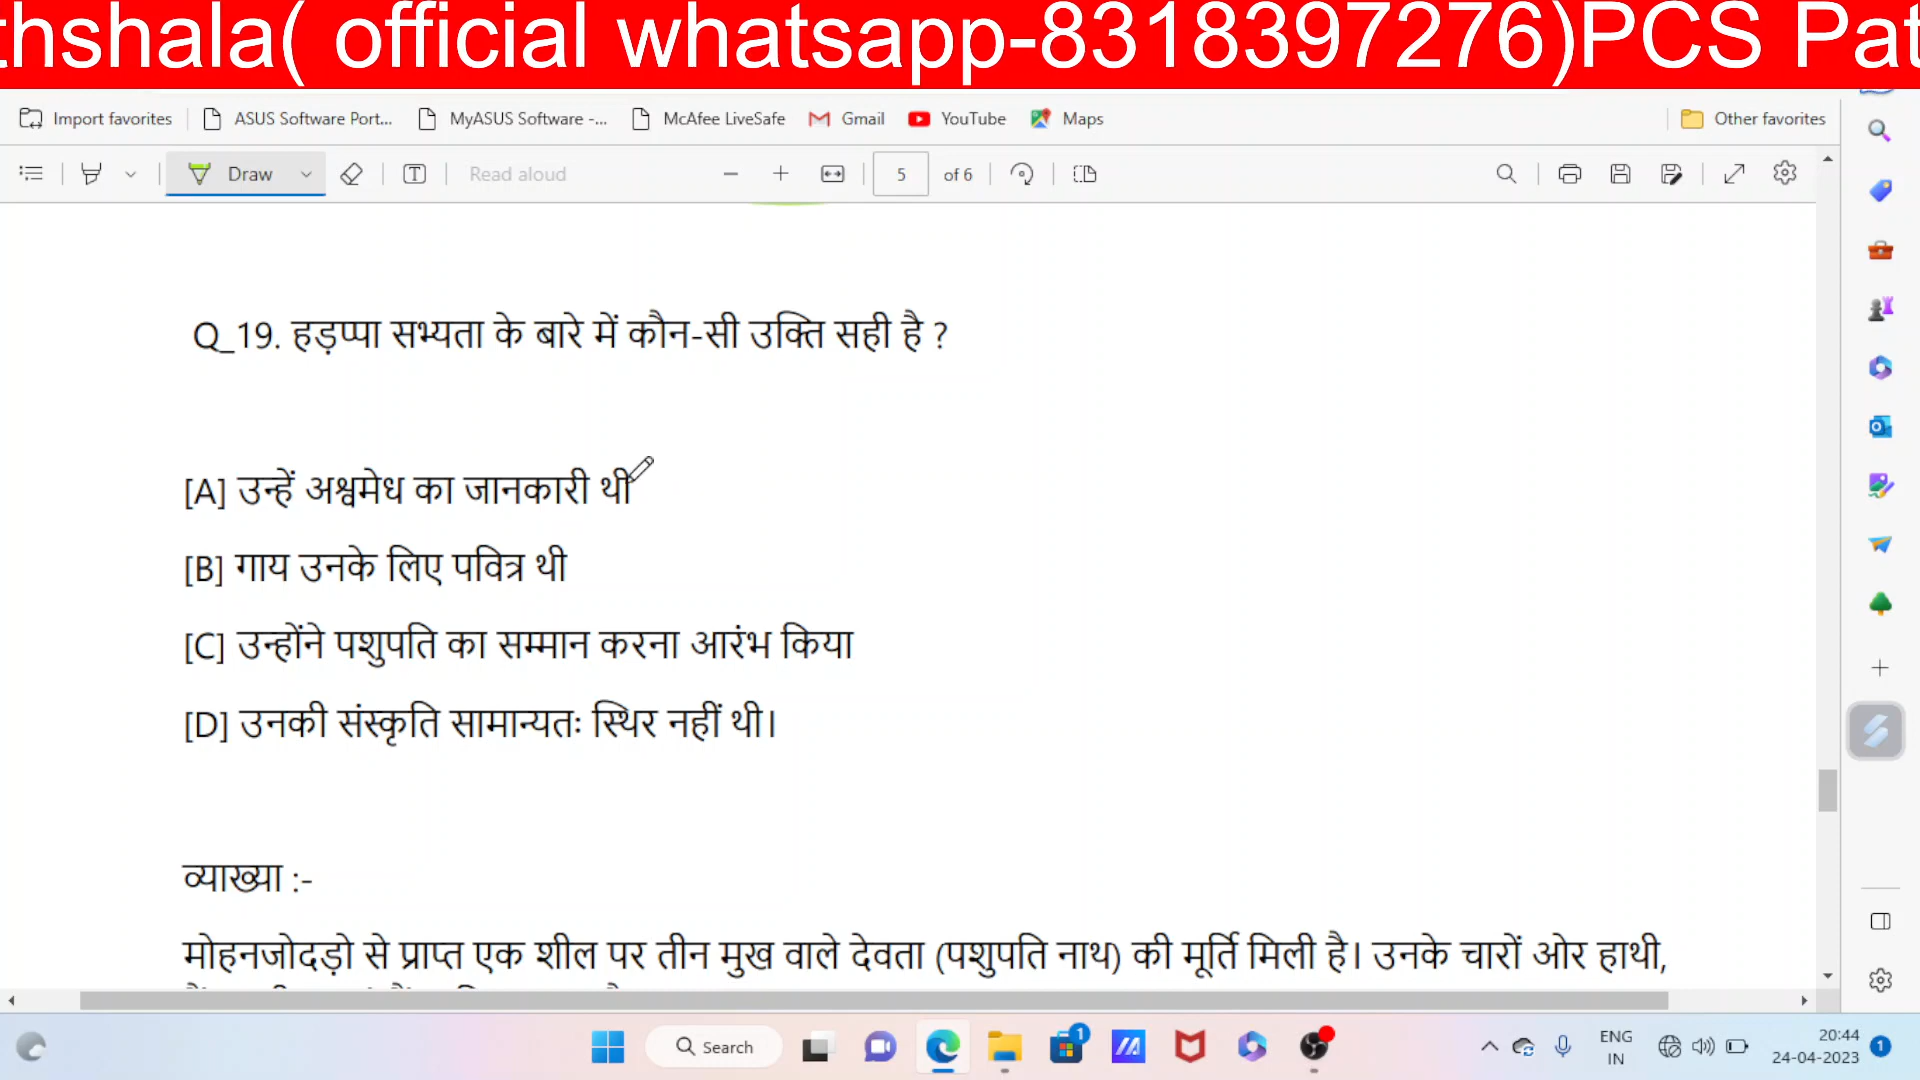 thshala( official whatsapp-8318397276)PCS Pat
Import favorites ASUS Software Port... MyASUS Software -... McAfee LiveSafe Gmail YouTube Maps Other favorites
Draw Read aloud 5 of 6
Q_19. हड़प्पा सभ्यता के बारे में कौन-सी उक्ति सही है ?
[A] उन्हें अश्वमेध का जानकारी थी
[B] गाय उनके लिए पवित्र थी
[C] उन्होंने पशुपति का सम्मान करना आरंभ किया
[D] उनकी संस्कृति सामान्यतः स्थिर नहीं थी।
व्याख्या :-
मोहनजोदड़ो से प्राप्त एक शील पर तीन मुख वाले देवता (पशुपति नाथ) की मूर्ति मिली है। उनके चारों ओर हाथी,
Search 1 ENG 20:44 1
IN 24-04-2023